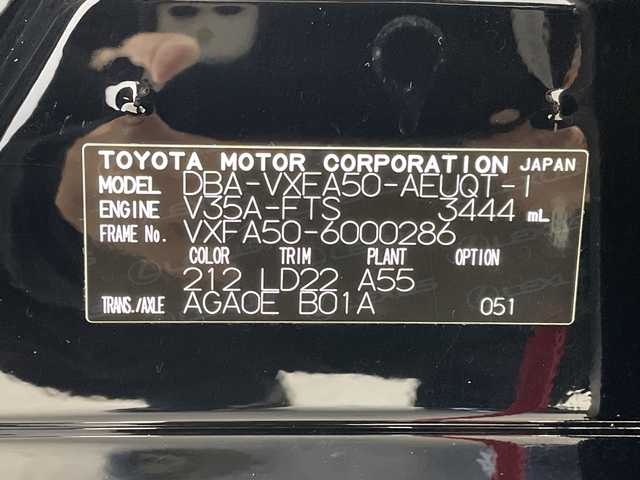 TOYOTA MOTOR CORPORATION JAPAN
MODEL DBA-VXFA50-AEUQT-I
ENGINE V35A-FTS 3444 mL
FRAME No. VXFA50-6000286
COLOR TRIM PLANT OPTION
212 LD22 A55
TRANS./AXLE AGA0E B01A 051